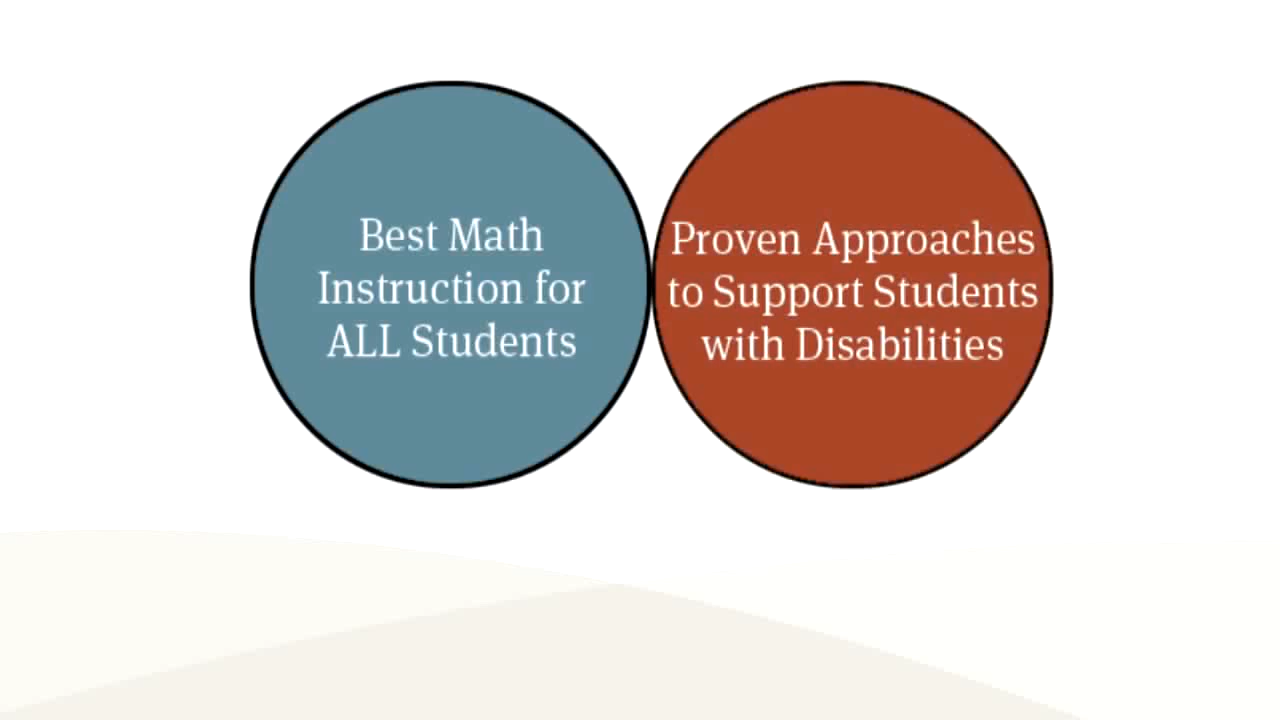 Best Math
Instruction for
ALL Students
Proven Approaches
to Support Students
with Disabilities